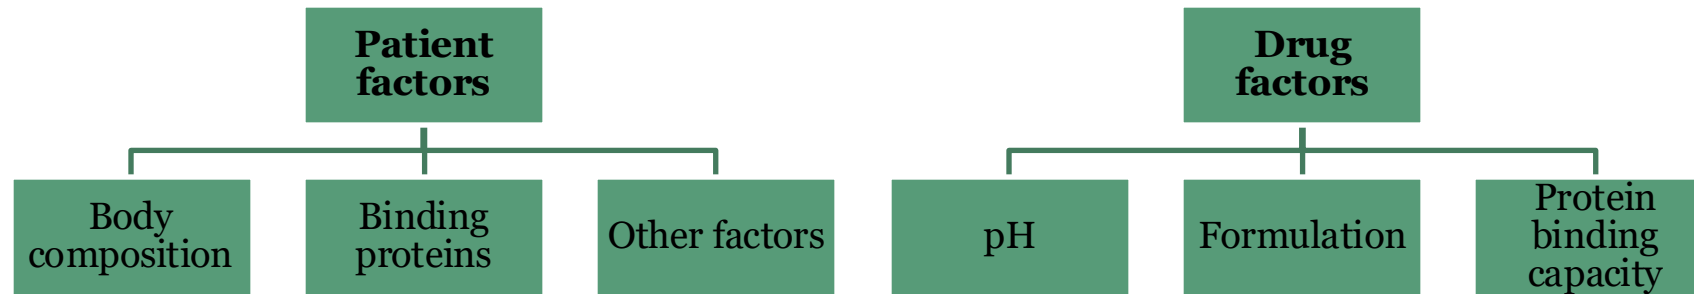 Patient
factors
Drug
factors
Body
composition
Binding
proteins
Other factors
pH
Formulation
Protein
binding
capacity